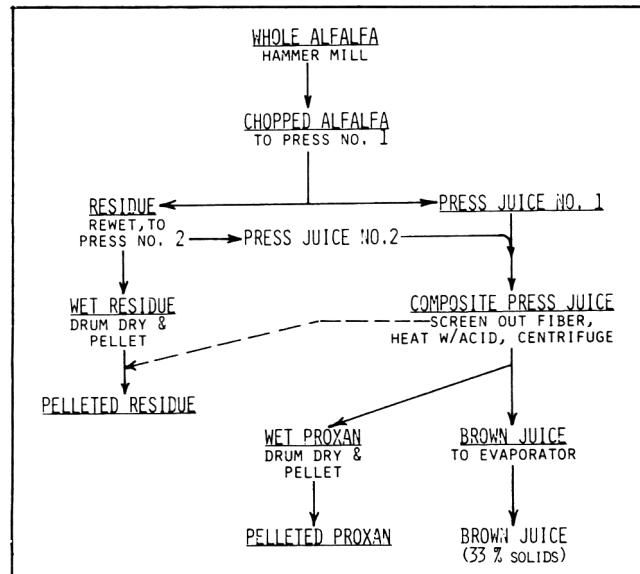 WHOLE ALFALFA
HAMMER MILL
CHOPPED ALFALFA
TO PRESS NO. 1
RESIDUE
REWET, TO
PRESS NO. 2
PRESS JUICE NO. 1
PRESS JUICE NO.2
WET RESIDUE
DRUM DRY &
PELLET
COMPOSITE PRESS JUICE
SCREEN OUT FIBER,
HEAT W/ACID, CENTRIFUGE
PELLETED RESIDUE
WET PROXAN
DRUM DRY &
PELLET
BROWN JUICE
TO EVAPORATOR
PELLETED PROXAN
BROWN JUICE
(33 % SOLIDS)